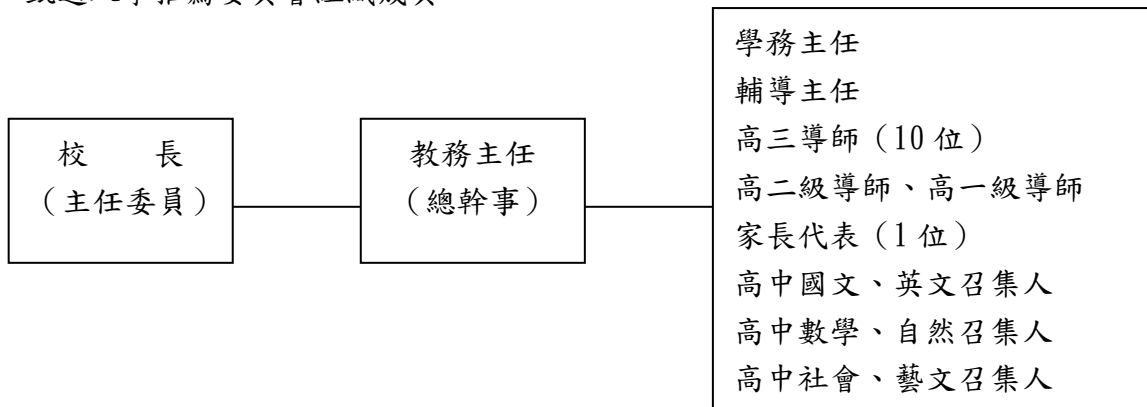 校 長
（主任委員）
教務主任
（總幹事）
學務主任
輔導主任
高三導師（10 位）
高二級導師、高一級導師
家長代表（1 位）
高中國文、英文召集人
高中數學、自然召集人
高中社會、藝文召集人